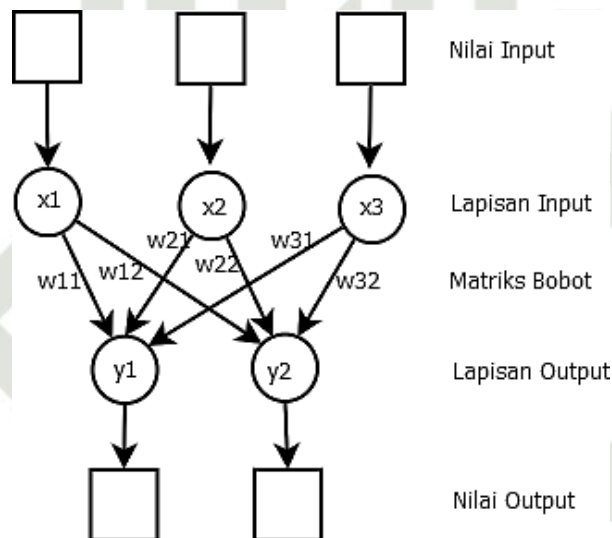 Nilai Input
x1 x2 x3 Lapisan Input
w11 w12 w21 w22 w31 w32 Matriks Bobot
y1 y2 Lapisan Output
Nilai Output